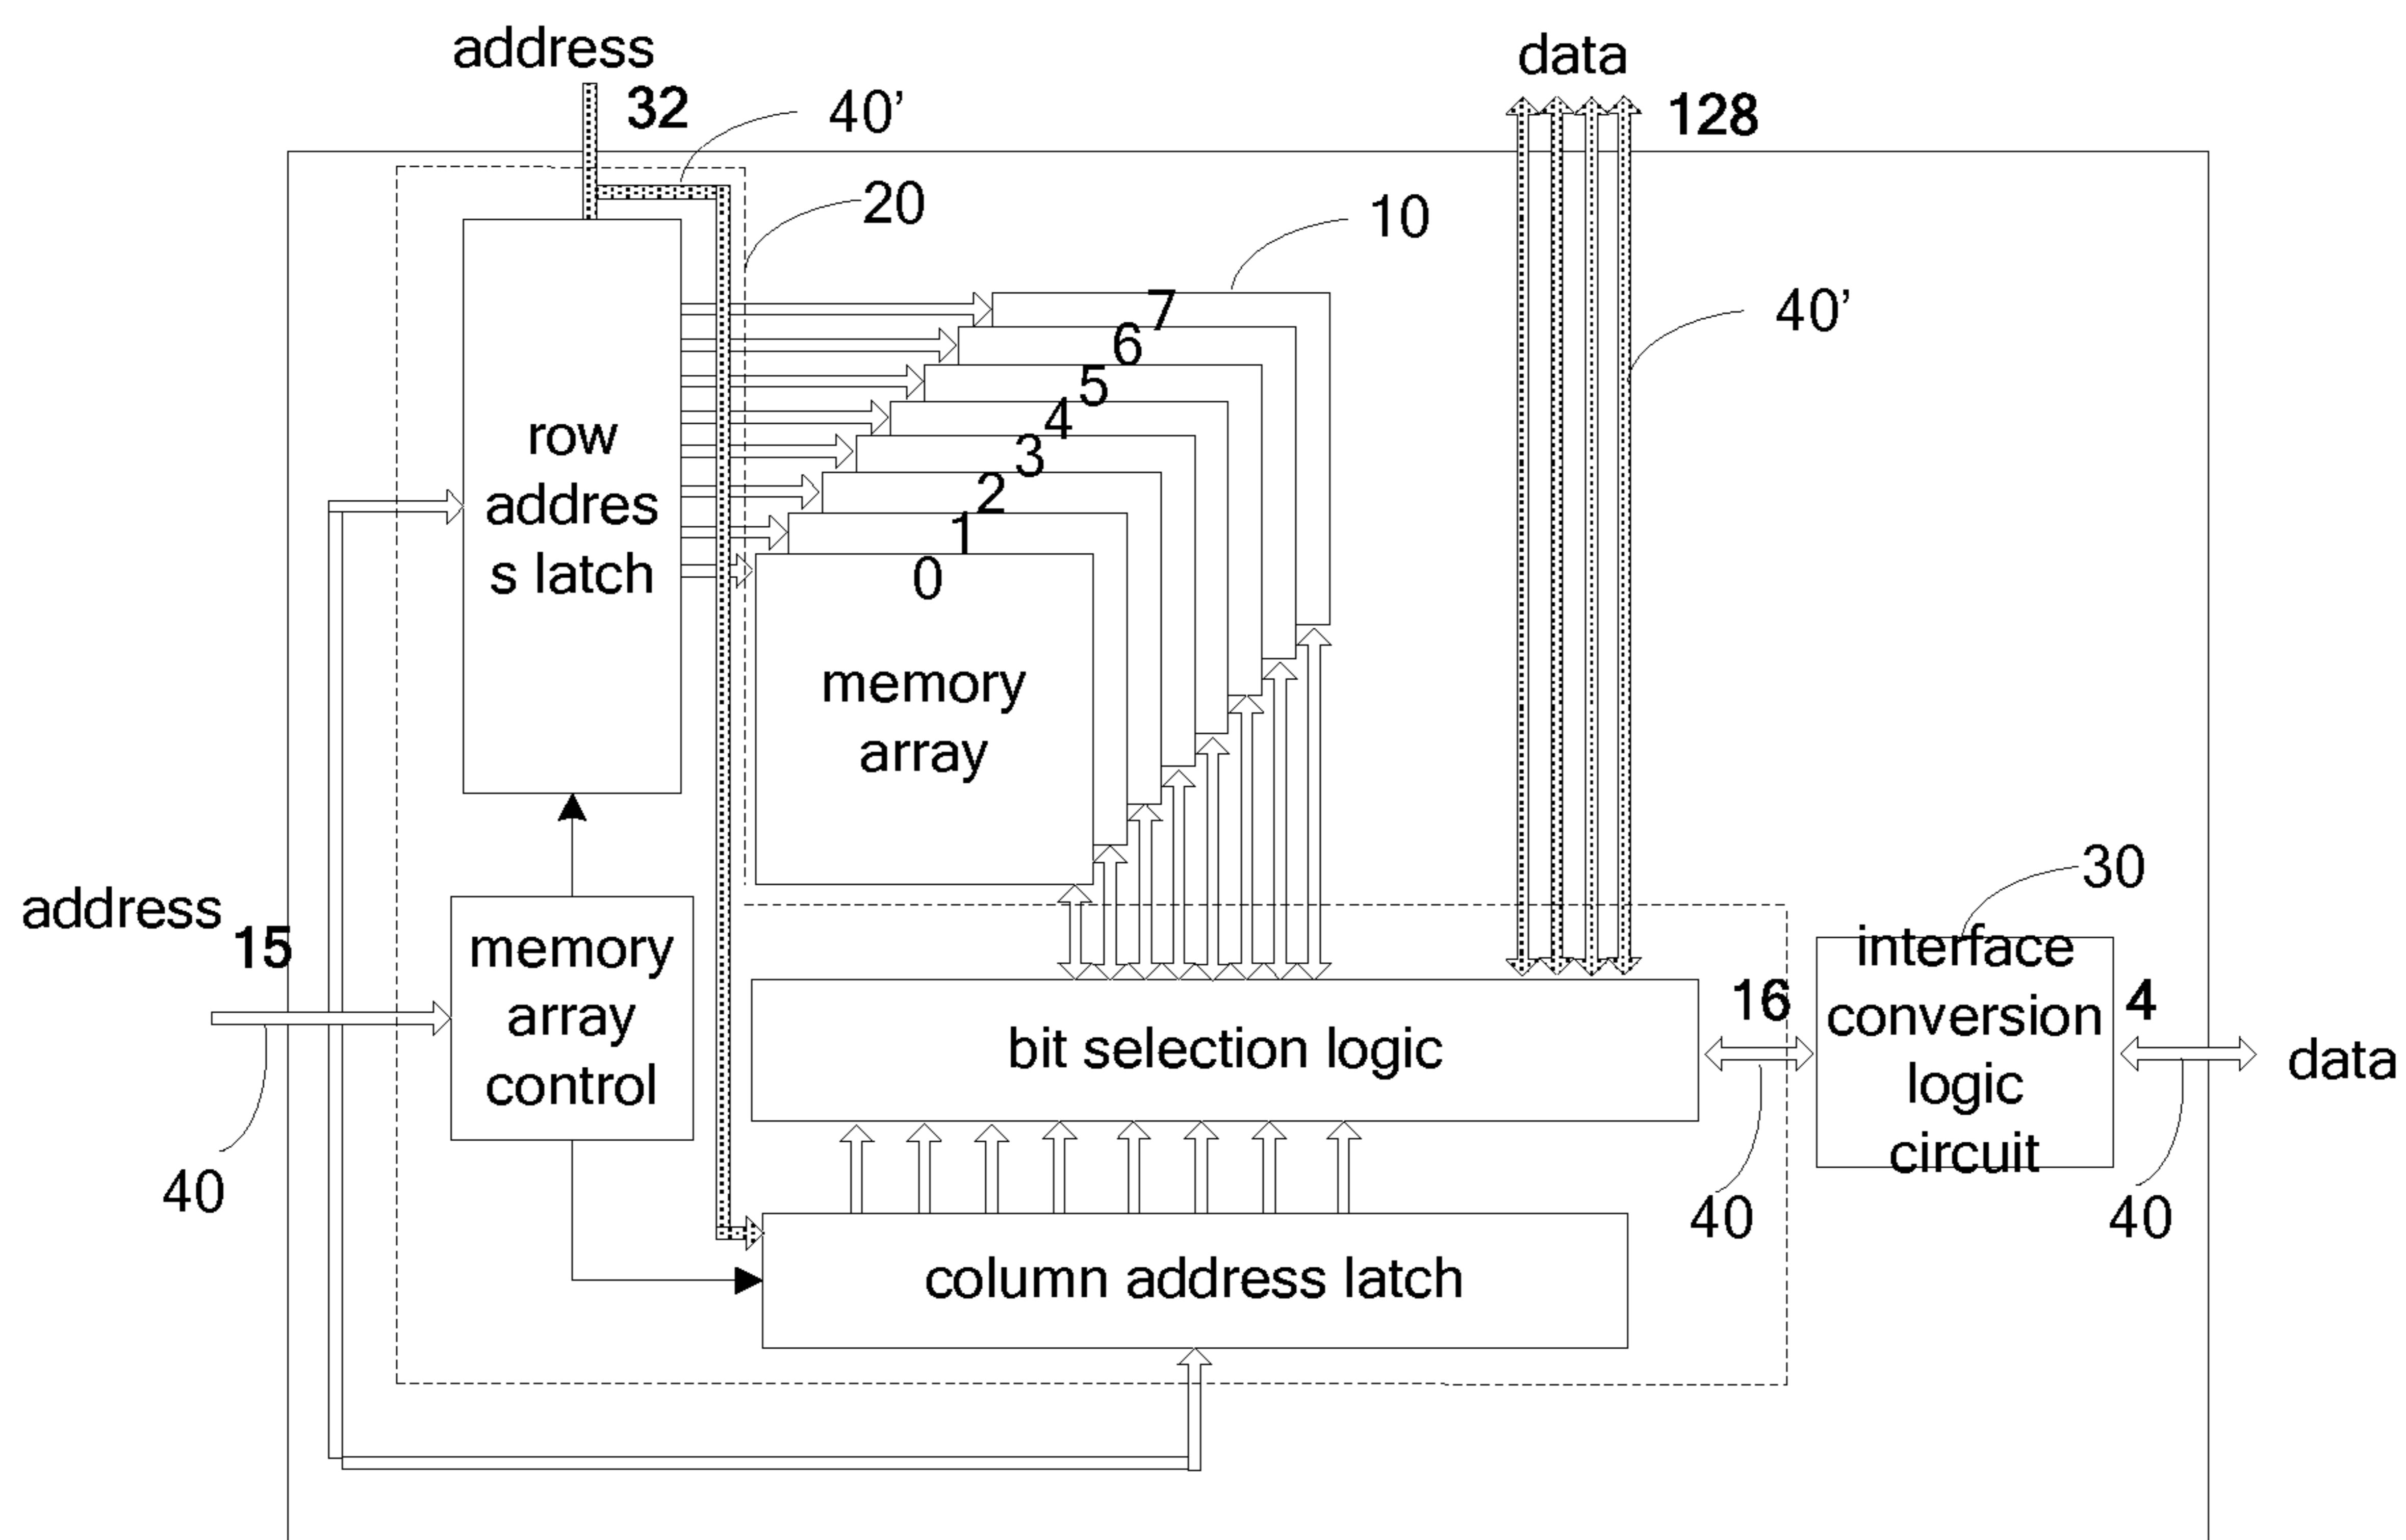 address
32
40’
20
data
128
10
40’
7
6
5
4
3
2
1
0
row
addres
s latch
memory
array
address
15
40
memory
array
control
bit selection logic
16
40
30
interface
conversion
logic
circuit
4
40
data
column address latch